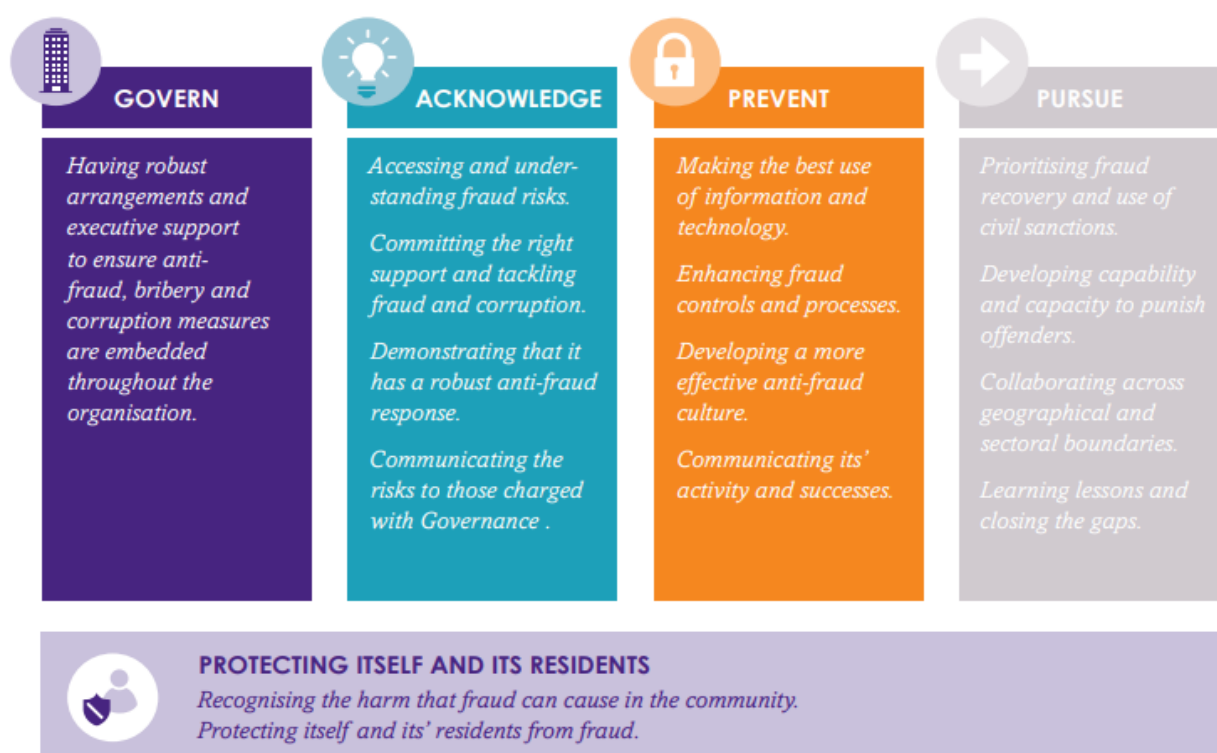 GOVERN
Having robust
arrangements and
executive support
to ensure anti-
fraud, bribery and
corruption measures
are embedded
throughout the
organisation.
ACKNOWLEDGE
Accessing and under-
standing fraud risks.
Committing the right
support and tackling
fraud and corruption.
Demonstrating that it
has a robust anti-fraud
response.
Communicating the
risks to those charged
with Governance .
PREVENT
Making the best use
of information and
technology.
Enhancing fraud
controls and processes.
Developing a more
effective anti-fraud
culture.
Communicating its’
activity and successes.
PURSUE
Prioritising fraud
recovery and use of
civil sanctions.
Developing capability
and capacity to punish
offenders.
Collaborating across
geographical and
sectoral boundaries.
Learning lessons and
closing the gaps.
PROTECTING ITSELF AND ITS RESIDENTS
Recognising the harm that fraud can cause in the community.
Protecting itself and its’ residents from fraud.